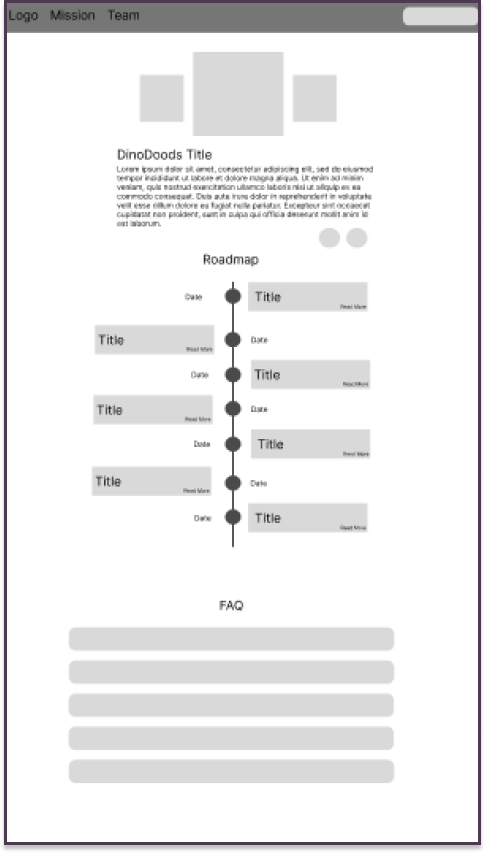 Logo Mission Team
DinoDoods Title
Lorem ipsum dolor sit amet, consectetur adipiscing elit, sed do eiusmod
tempor incididunt ut labore et dolore magna aliqua. Ut enim ad minim
veniam, quis nostrud exercitation ullamco laboris nisi ut aliquip ex ea
commodo consequat. Duis aute irure dolor in reprehenderit in voluptate
velit esse cillum dolore eu fugiat nulla pariatur. Excepteur sint occaecat
cupidatat non proident, sunt in culpa qui officia deserunt mollit anim id
est laborum.
Roadmap
Date Title
Read More
Title Date
Read More
Date Title
Read More
Title Date
Read More
Date Title
Read More
Title Date
Read More
Date Title
Read More
FAQ